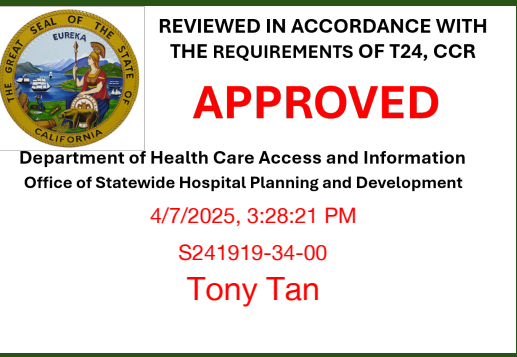 THE GREAT SEAL OF THE STATE OF CALIFORNIA
EUREKA
REVIEWED IN ACCORDANCE WITH
THE REQUIREMENTS OF T24, CCR
APPROVED
Department of Health Care Access and Information
Office of Statewide Hospital Planning and Development
4/7/2025, 3:28:21 PM
S241919-34-00
Tony Tan